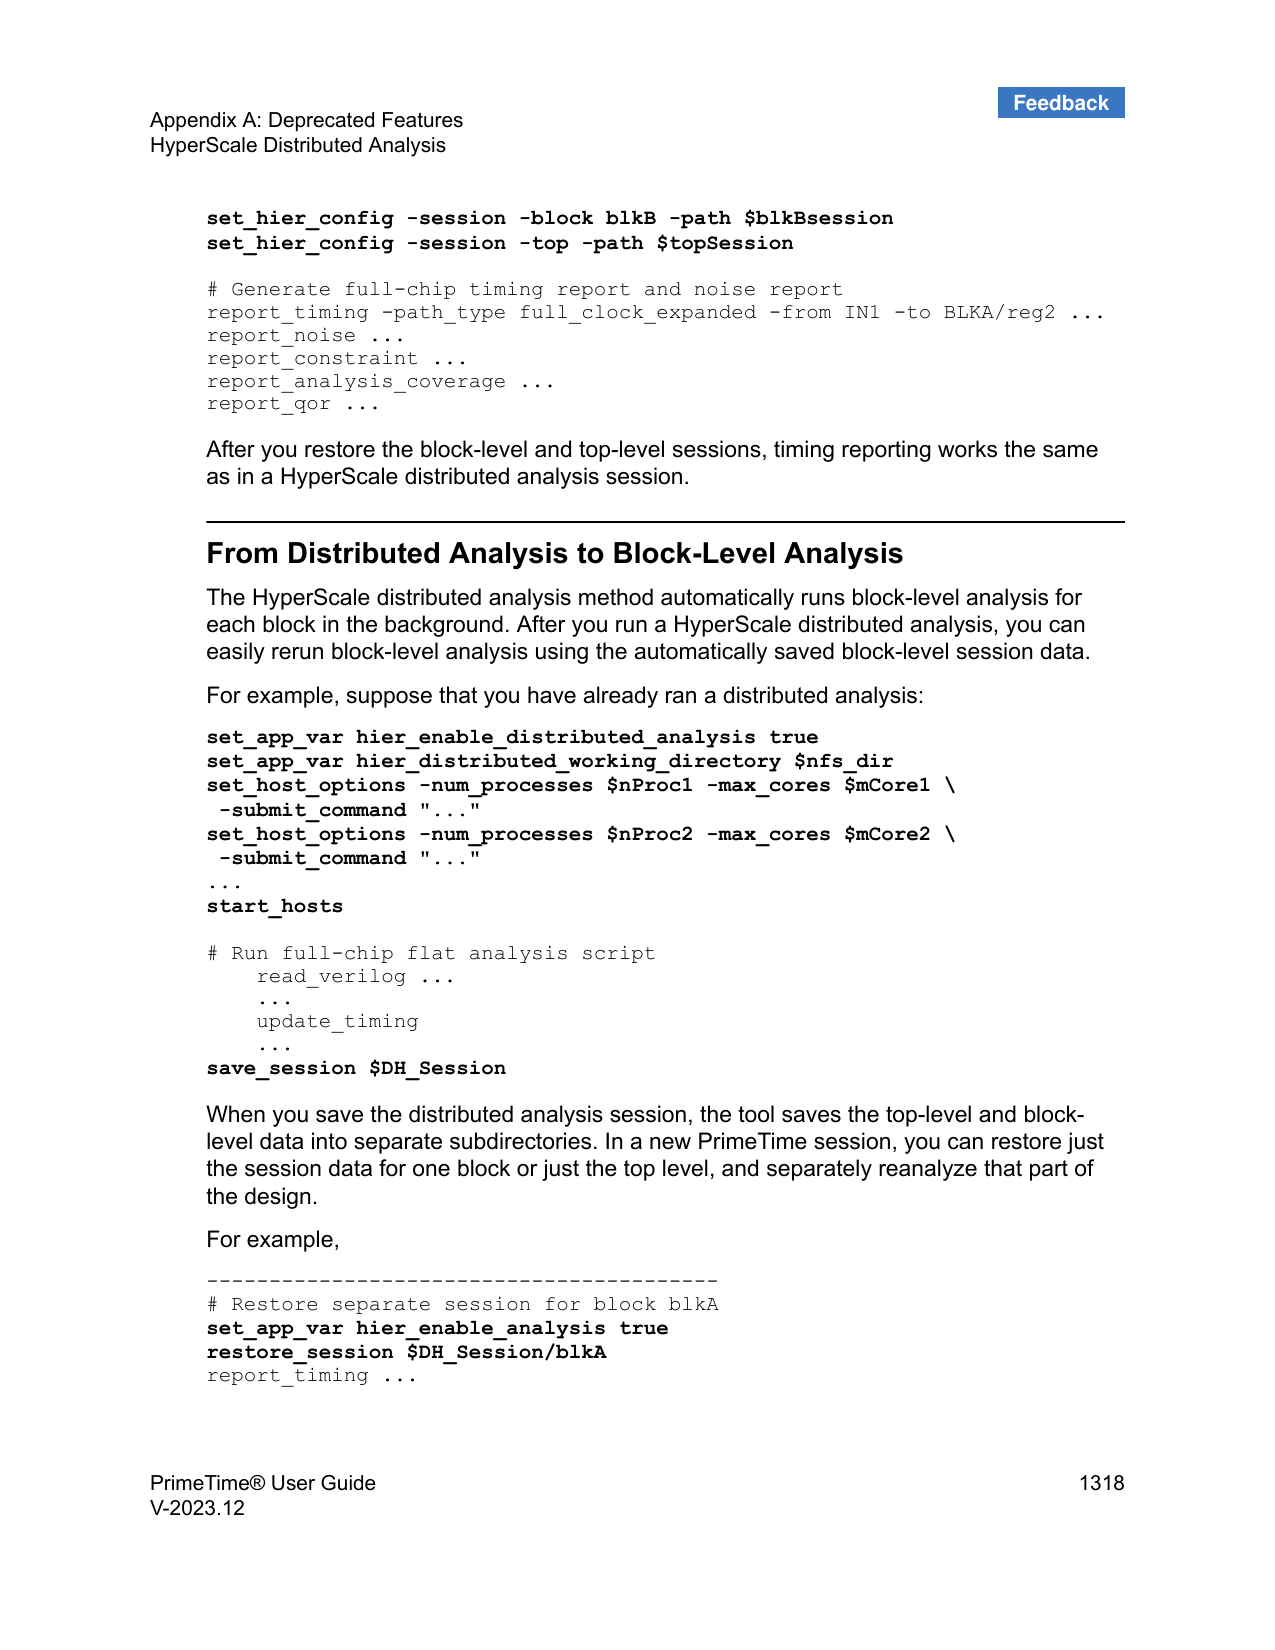 Feedback
Appendix A: Deprecated Features
HyperScale Distributed Analysis
set_hier_config -session -block blkB -path $blkBsession
set_hier_config -session -top -path $topSession
# Generate full-chip timing report and noise report
report_timing -path_type full_clock_expanded -from IN1 -to BLKA/reg2 ...
report_noise ...
report_constraint ...
report_analysis_coverage ...
report_qor ...
After you restore the block-level and top-level sessions, timing reporting works the same
as in a HyperScale distributed analysis session.
From Distributed Analysis to Block-Level Analysis
The HyperScale distributed analysis method automatically runs block-level analysis for
each block in the background. After you run a HyperScale distributed analysis, you can
easily rerun block-level analysis using the automatically saved block-level session data.
For example, suppose that you have already ran a distributed analysis:
set_app_var hier_enable_distributed_analysis true
set_app_var hier_distributed_working_directory $nfs_dir
set_host_options -num_processes $nProc1 -max_cores $mCore1 \
 -submit_command "..."
set_host_options -num_processes $nProc2 -max_cores $mCore2 \
 -submit_command "..."
...
start_hosts
# Run full-chip flat analysis script
    read_verilog ...
    ...
    update_timing
    ...
save_session $DH_Session
When you save the distributed analysis session, the tool saves the top-level and block-
level data into separate subdirectories. In a new PrimeTime session, you can restore just
the session data for one block or just the top level, and separately reanalyze that part of
the design.
For example,
-----------------------------------------
# Restore separate session for block blkA
set_app_var hier_enable_analysis true
restore_session $DH_Session/blkA
report_timing ...
PrimeTime® User Guide
1318
V-2023.12